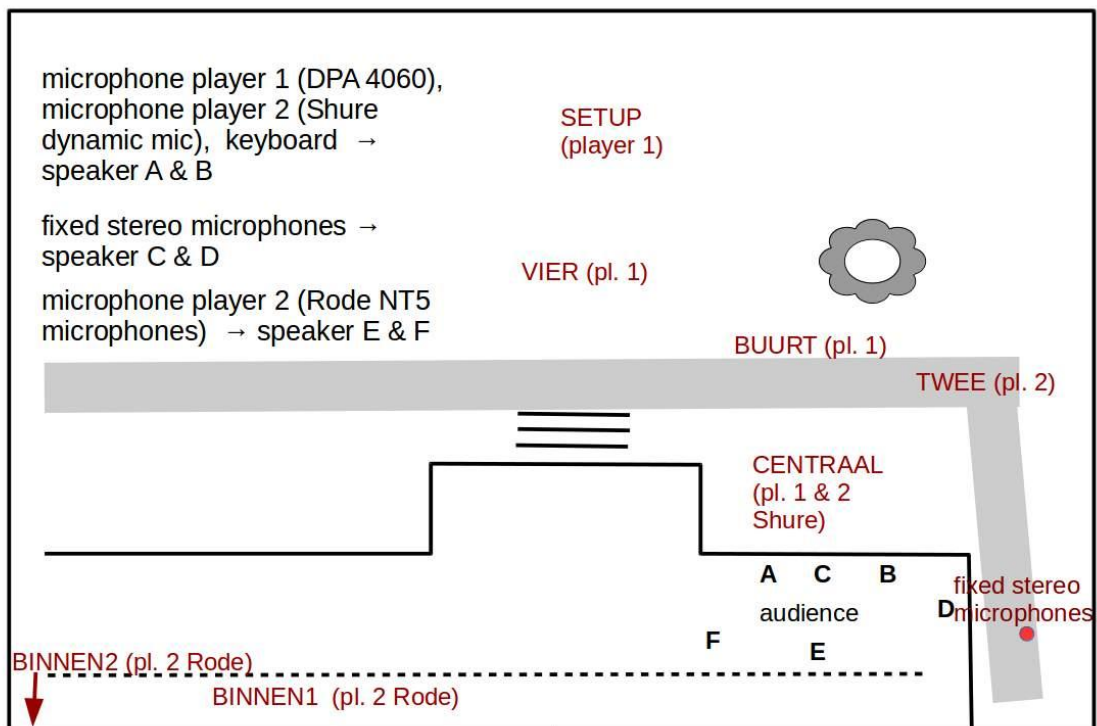 microphone player 1 (DPA 4060),
microphone player 2 (Shure
dynamic mic),  keyboard  →
speaker A & B
fixed stereo microphones →
speaker C & D
microphone player 2 (Rode NT5
microphones)  → speaker E & F
SETUP
(player 1)
VIER (pl. 1)
BUURT (pl. 1)
TWEE (pl. 2)
CENTRAAL
(pl. 1 & 2
Shure)
A C B
fixed stereo
microphones
D
audience
F
E
BINNEN2 (pl. 2 Rode)
BINNEN1  (pl. 2 Rode)